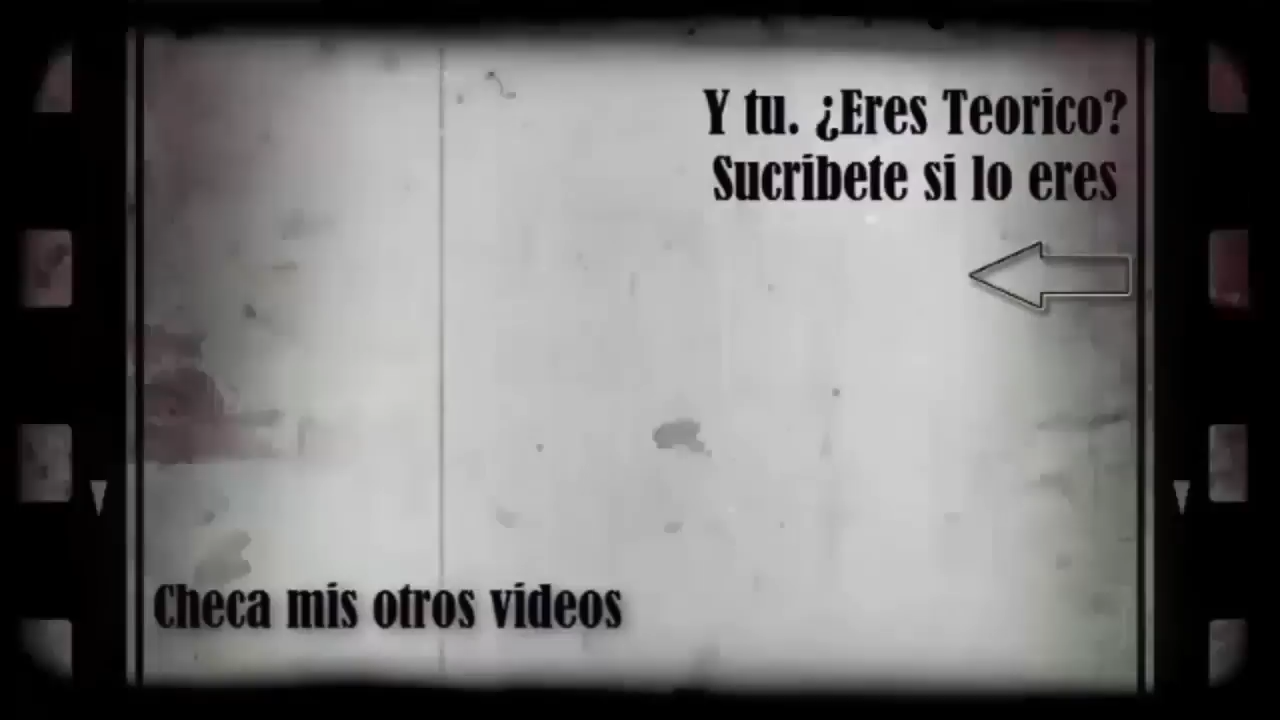 Y tu. ¿Eres Teorico?
Sucribete si lo eres
Checa mis otros videos